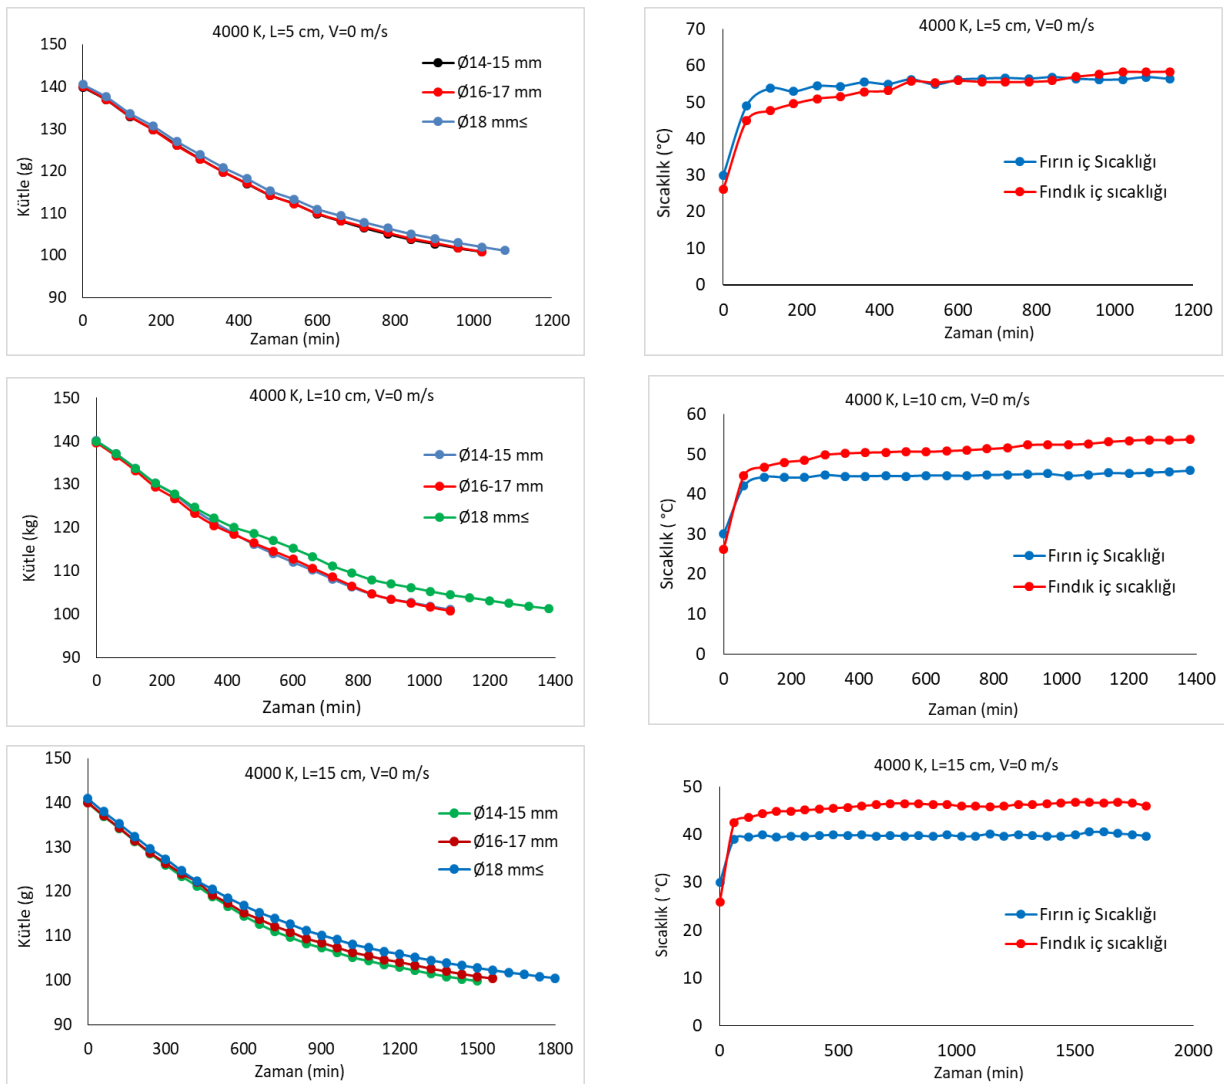 4000 K, L=5 cm, V=0 m/s
150
140
130
120
110
100
90
Kütle (g)
0 200 400 600 800 1000 1200
Zaman (min)
Ø14-15 mm
Ø16-17 mm
Ø18 mm≤
4000 K, L=5 cm, V=0 m/s
70
60
50
40
30
20
10
0
Sıcaklık (°C)
0 200 400 600 800 1000 1200
Zaman (min)
Fırın iç Sıcaklığı
Fındık iç sıcaklığı
4000 K, L=10 cm, V=0 m/s
150
140
130
120
110
100
90
Kütle (kg)
0 200 400 600 800 1000 1200 1400
Zaman (min)
Ø14-15 mm
Ø16-17 mm
Ø18 mm≤
4000 K, L=10 cm, V=0 m/s
60
50
40
30
20
10
0
Sıcaklık ( °C)
0 200 400 600 800 1000 1200 1400
Zaman (min)
Fırın iç Sıcaklığı
Fındık iç sıcaklığı
4000 K, L=15 cm, V=0 m/s
150
140
130
120
110
100
90
Kütle (g)
0 300 600 900 1200 1500 1800
Zaman (min)
Ø14-15 mm
Ø16-17 mm
Ø18 mm≤
4000 K, L=15 cm, V=0 m/s
50
40
30
20
10
0
Sıcaklık ( °C)
0 500 1000 1500 2000
Zaman (min)
Fırın iç Sıcaklığı
Fındık iç sıcaklığı